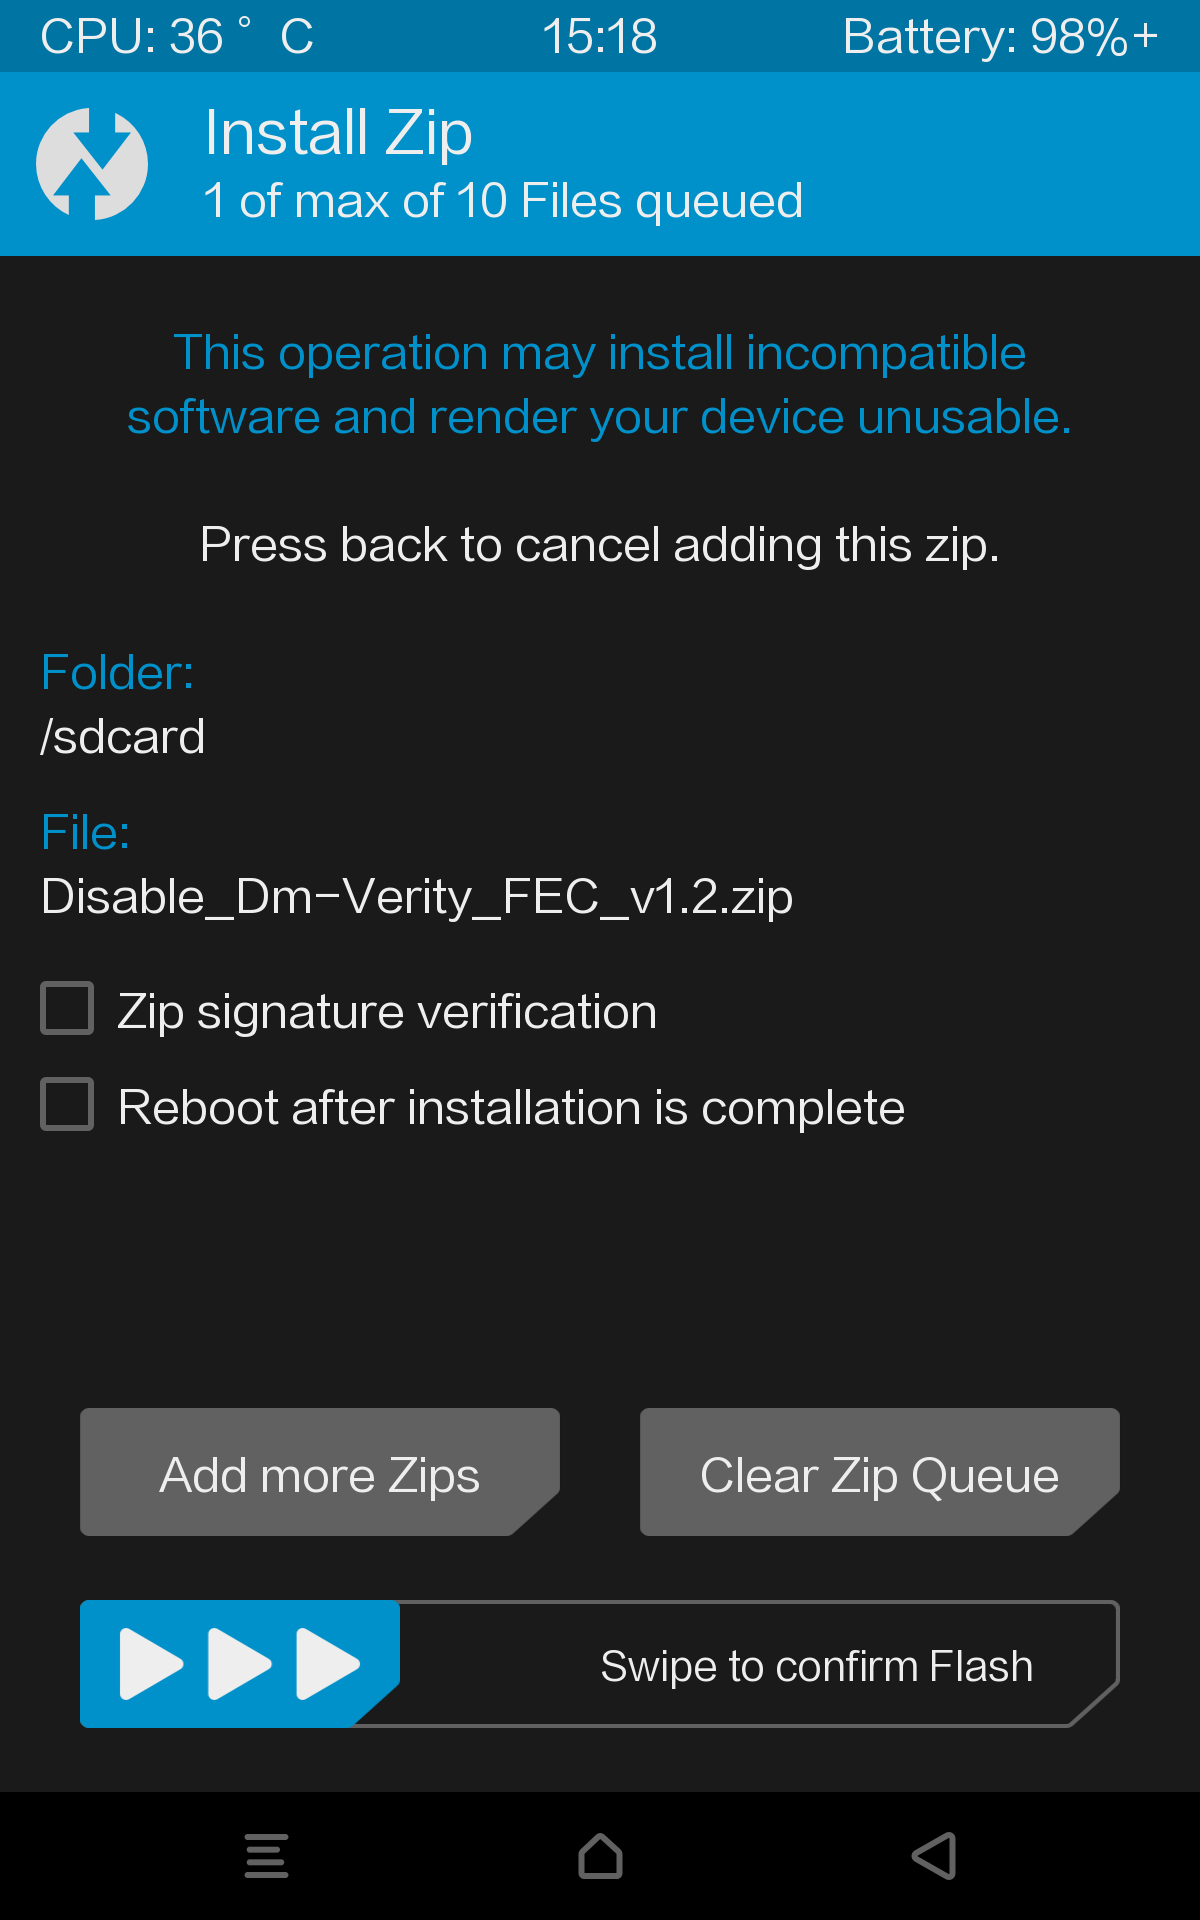 CPU: 36 ° C 15:18 Battery: 98%+
Install Zip
1 of max of 10 Files queued
This operation may install incompatible
software and render your device unusable.
Press back to cancel adding this zip.
Folder:
/sdcard
File:
Disable_Dm-Verity_FEC_v1.2.zip
Zip signature verification
Reboot after installation is complete
Add more Zips Clear Zip Queue
Swipe to confirm Flash